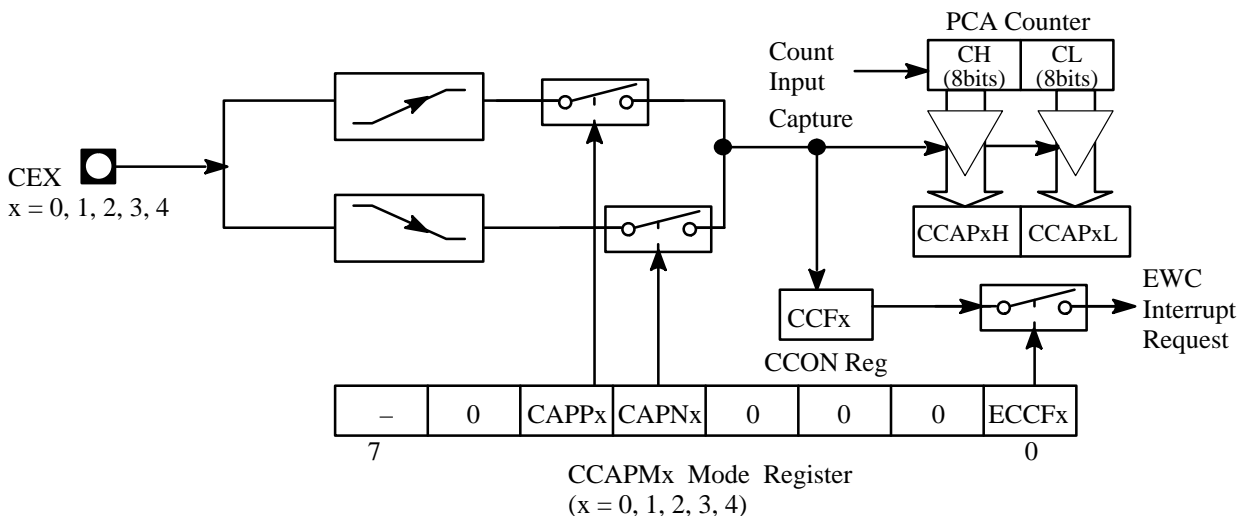 PCA Counter
Count
Input
CH
(8bits)
CL
(8bits)
Capture
CEX
x = 0, 1, 2, 3, 4
CCAPxH
CCAPxL
CCFx
CCON Reg
EWC
Interrupt
Request
– 0 CAPPx CAPNx 0 0 0 ECCFx
7 0
CCAPMx Mode Register
(x = 0, 1, 2, 3, 4)